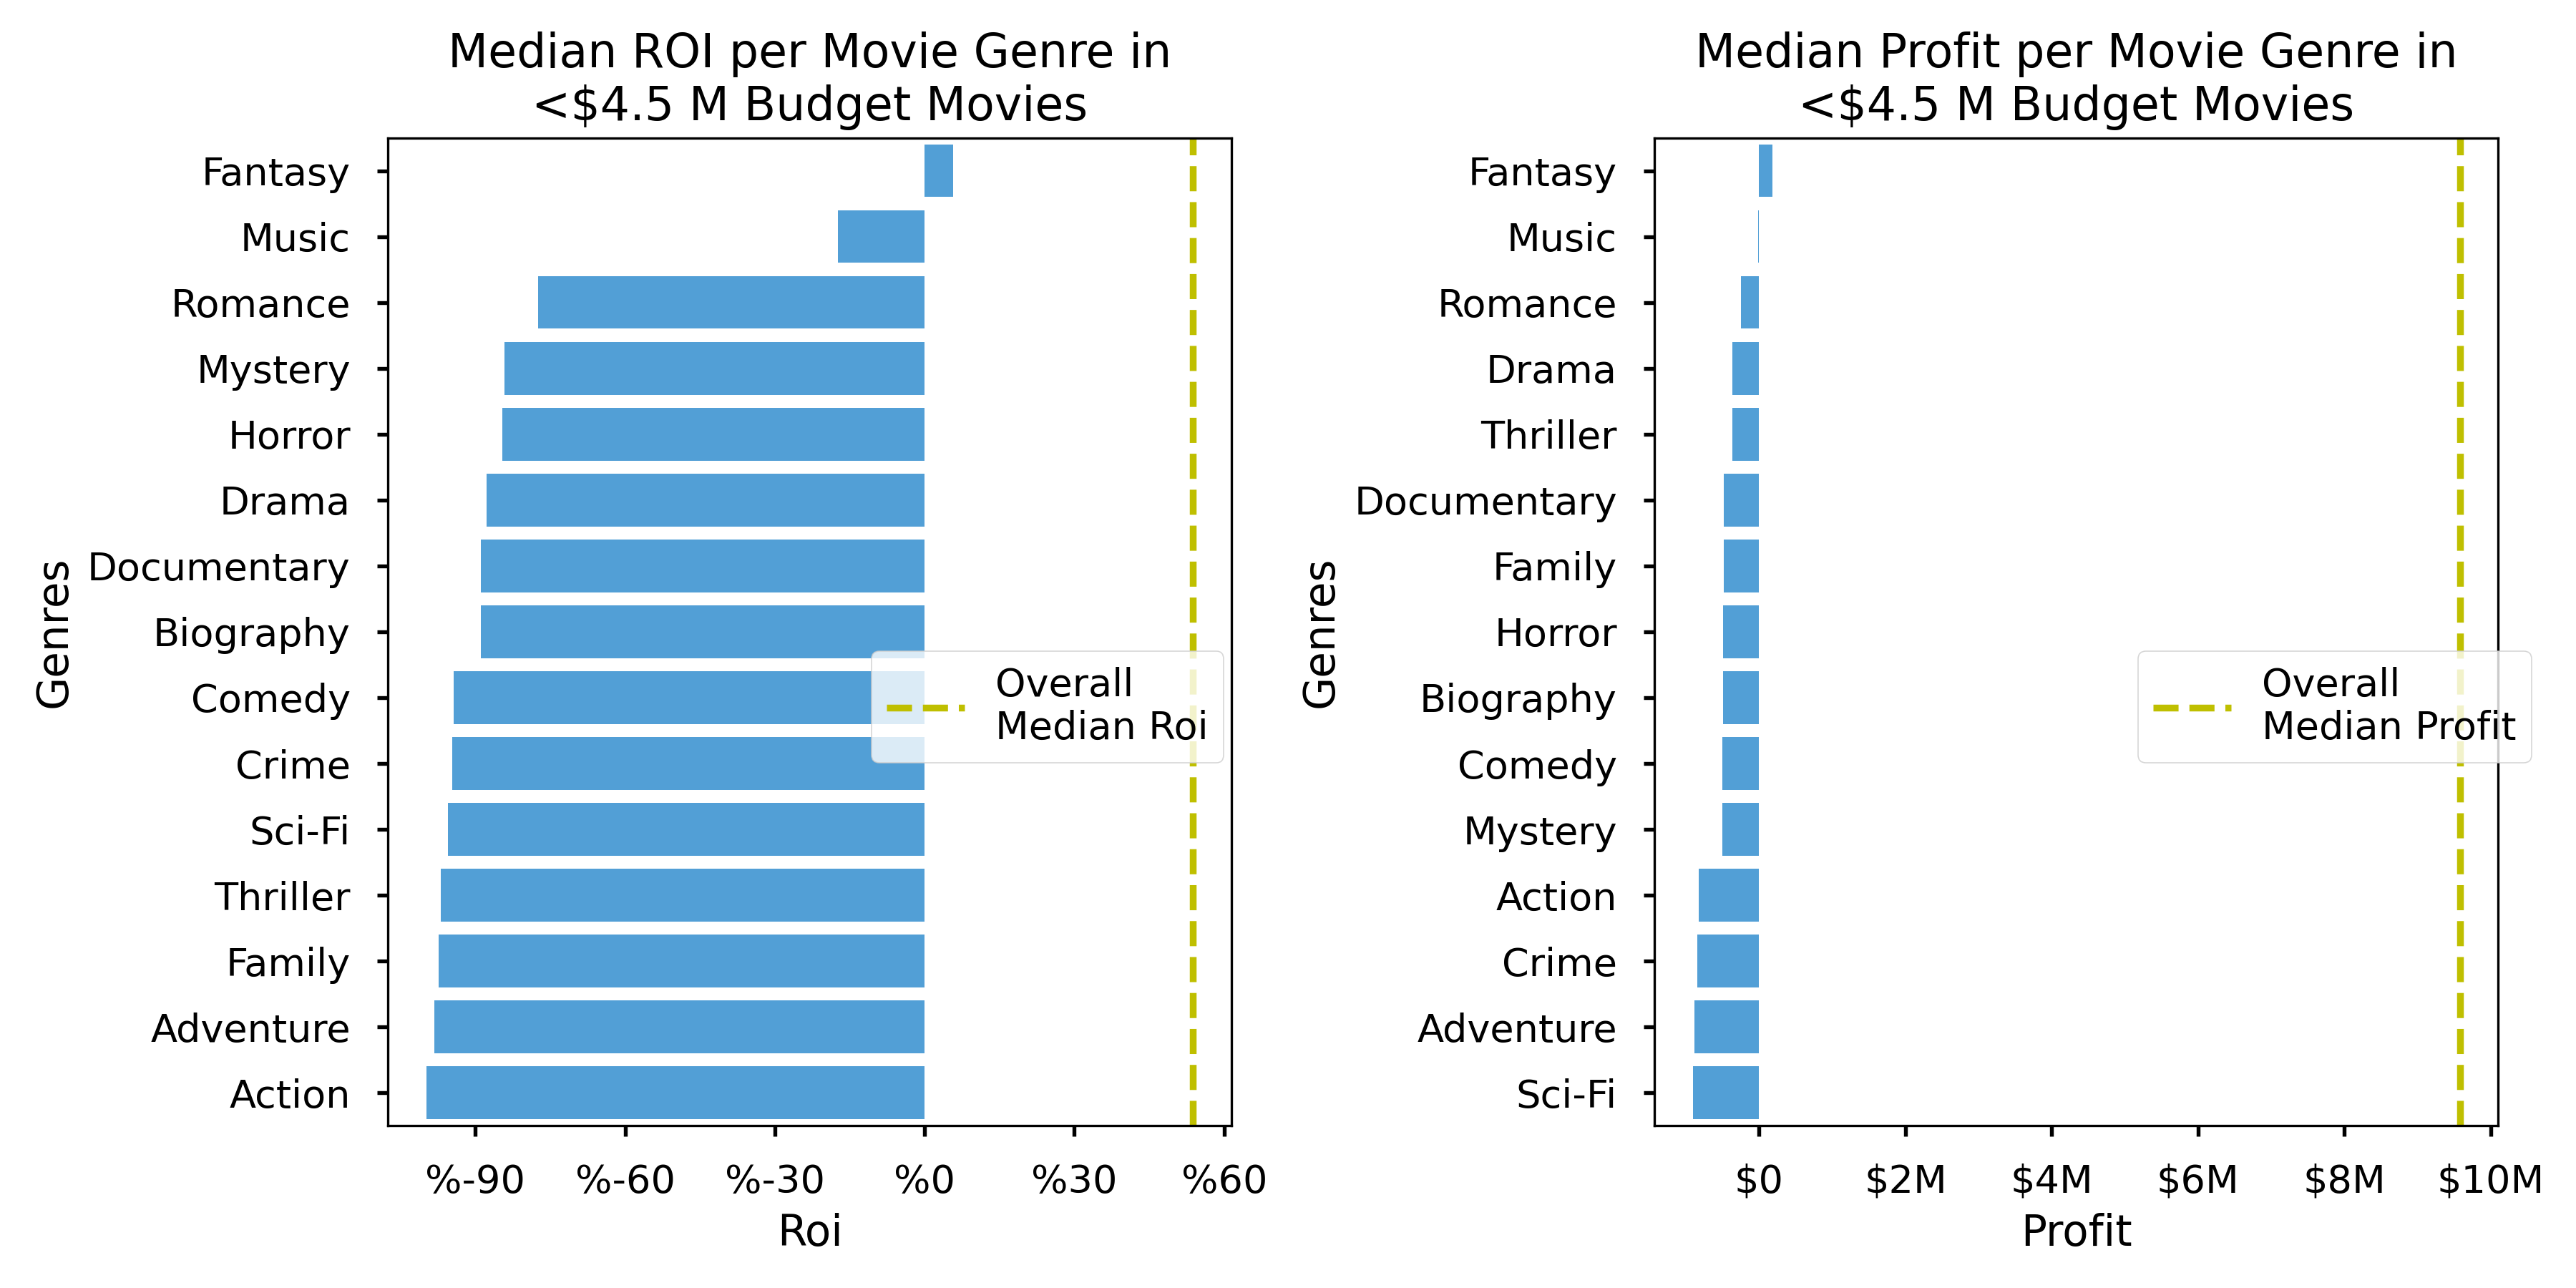 Median ROI per Movie Genre in
<$4.5 M Budget Movies
Genres
Fantasy
Music
Romance
Mystery
Horror
Drama
Documentary
Biography
Comedy
Crime
Sci-Fi
Thriller
Family
Adventure
Action
Overall
Median Roi
%-90 %-60 %-30 %0 %30 %60
Roi
Median Profit per Movie Genre in
<$4.5 M Budget Movies
Genres
Fantasy
Music
Romance
Drama
Thriller
Documentary
Family
Horror
Biography
Comedy
Mystery
Action
Crime
Adventure
Sci-Fi
Overall
Median Profit
$0 $2M $4M $6M $8M $10M
Profit